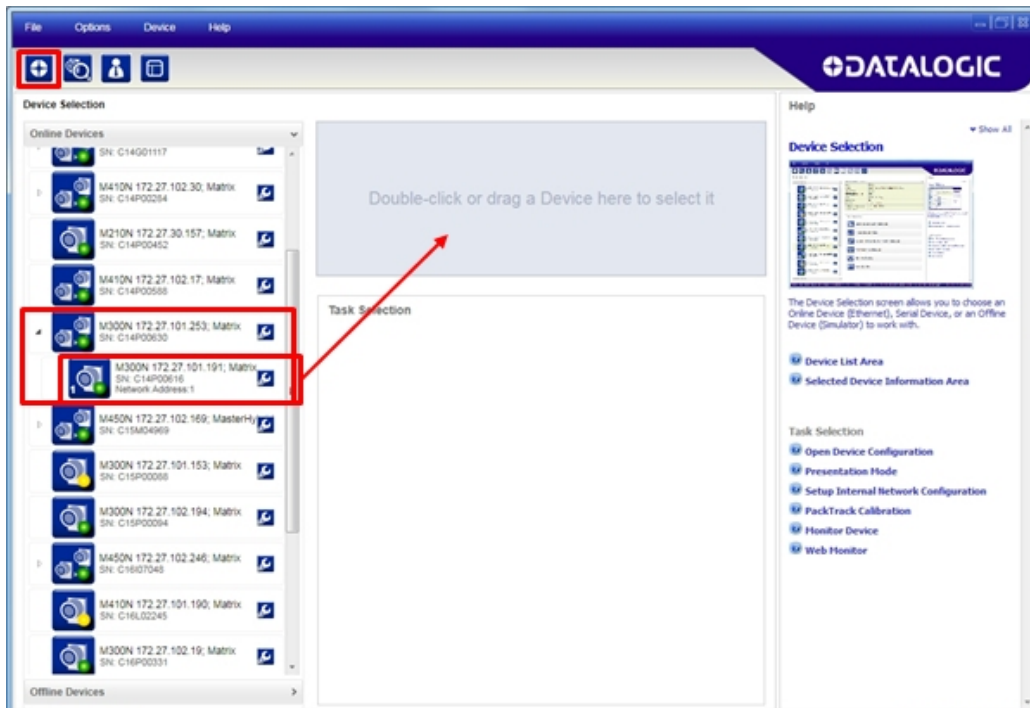 File Options Device Help
DATALOGIC
Device Selection
Online Devices
SN: C14G01117
M410N 172.27.102.30; Matrix
SN: C14P00284
M210N 172.27.30.157; Matrix
SN: C14P00452
M410N 172.27.102.17; Matrix
SN: C14P00588
M300N 172.27.101.253; Matrix
SN: C14P00630
M300N 172.27.101.191; Matrix
SN: C14P00616
Network Address:1
1
M450N 172.27.102.169; MasterHy
SN: C15M04969
M300N 172.27.101.153; Matrix
SN: C15P00088
M300N 172.27.102.194; Matrix
SN: C15P00094
M450N 172.27.102.246; Matrix
SN: C16I07048
M410N 172.27.101.190; Matrix
SN: C16L02245
M300N 172.27.102.19; Matrix
SN: C16P00331
Offline Devices
Double-click or drag a Device here to select it
Task Selection
Help
Show All
Device Selection
The Device Selection screen allows you to choose an
Online Device (Ethernet), Serial Device, or an Offline
Device (Simulator) to work with.
Device List Area
Selected Device Information Area
Task Selection
Open Device Configuration
Presentation Mode
Setup Internal Network Configuration
PackTrack Calibration
Monitor Device
Web Monitor